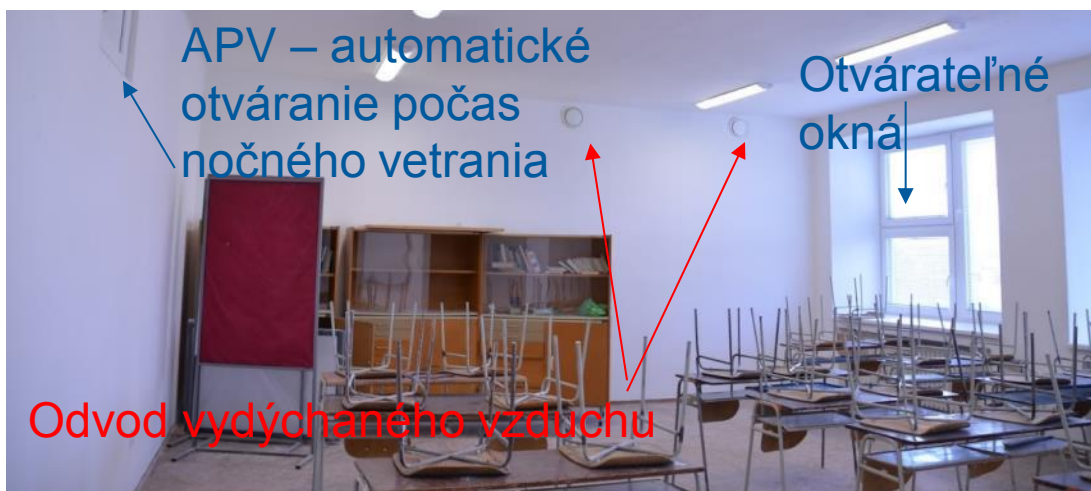 APV – automatické
otváranie počas
nočného vetrania
Otvárateľné
okná
Odvod vydýchaného vzduchu